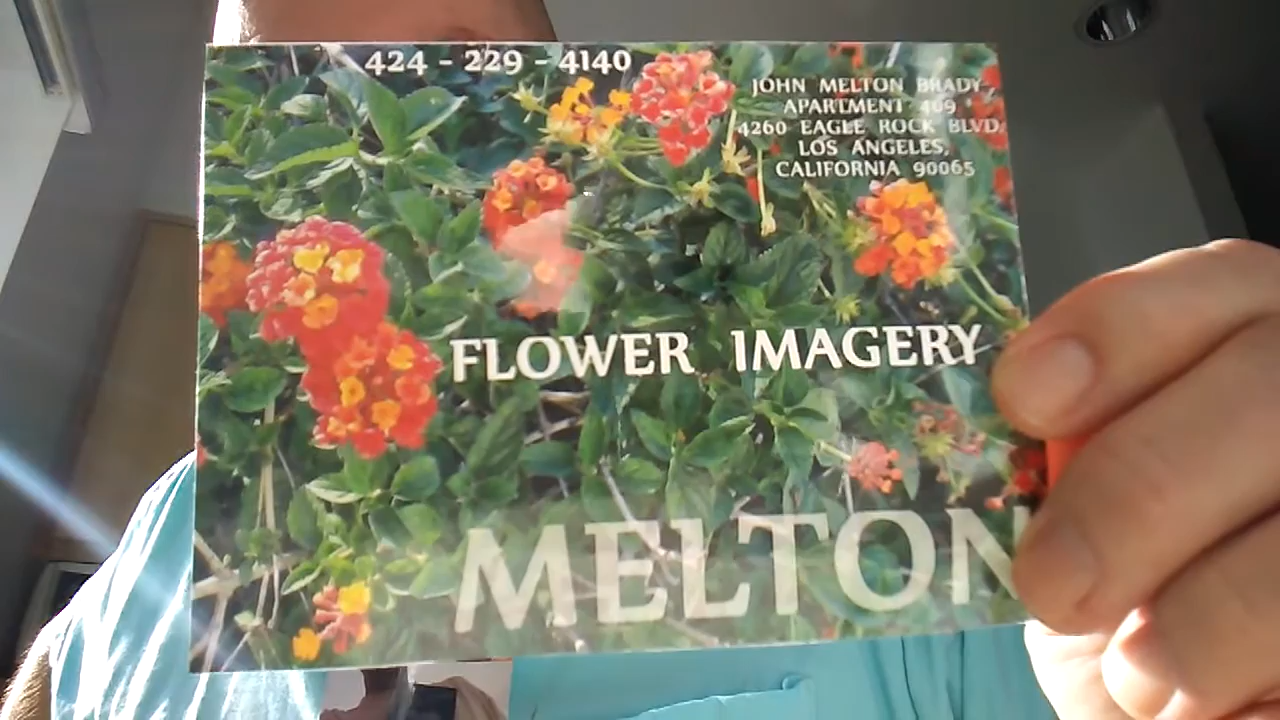 424 - 229 - 4140
JOHN MELTON BRADY,
APARTMENT 409
4260 EAGLE ROCK BLVD
LOS ANGELES,
CALIFORNIA 90065
FLOWER IMAGERY
MELTON